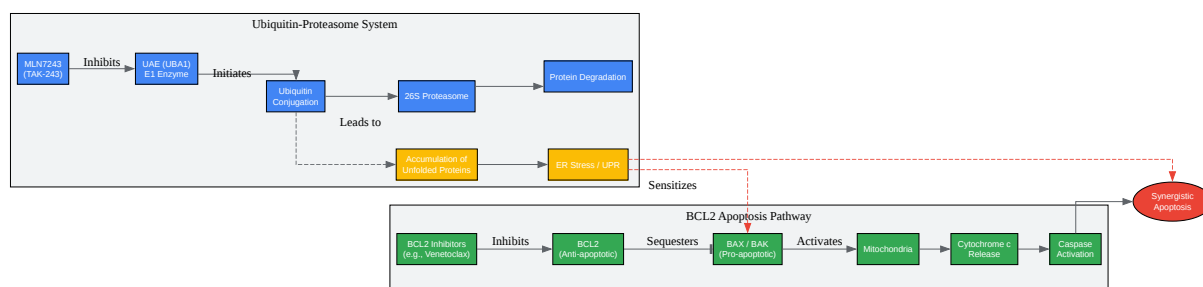 Ubiquitin-Proteasome System
MLN7243
(TAK-243)
Inhibits
UAE (UBA1)
E1 Enzyme
Initiates
Ubiquitin
Conjugation
26S Proteasome
Protein Degradation
Leads to
Accumulation of
Unfolded Proteins
ER Stress / UPR
Sensitizes
Synergistic
Apoptosis
BCL2 Apoptosis Pathway
BCL2 Inhibitors
(e.g., Venetoclax)
Inhibits
BCL2
(Anti-apoptotic)
Sequesters
BAX / BAK
(Pro-apoptotic)
Activates
Mitochondria
Cytochrome c
Release
Caspase
Activation